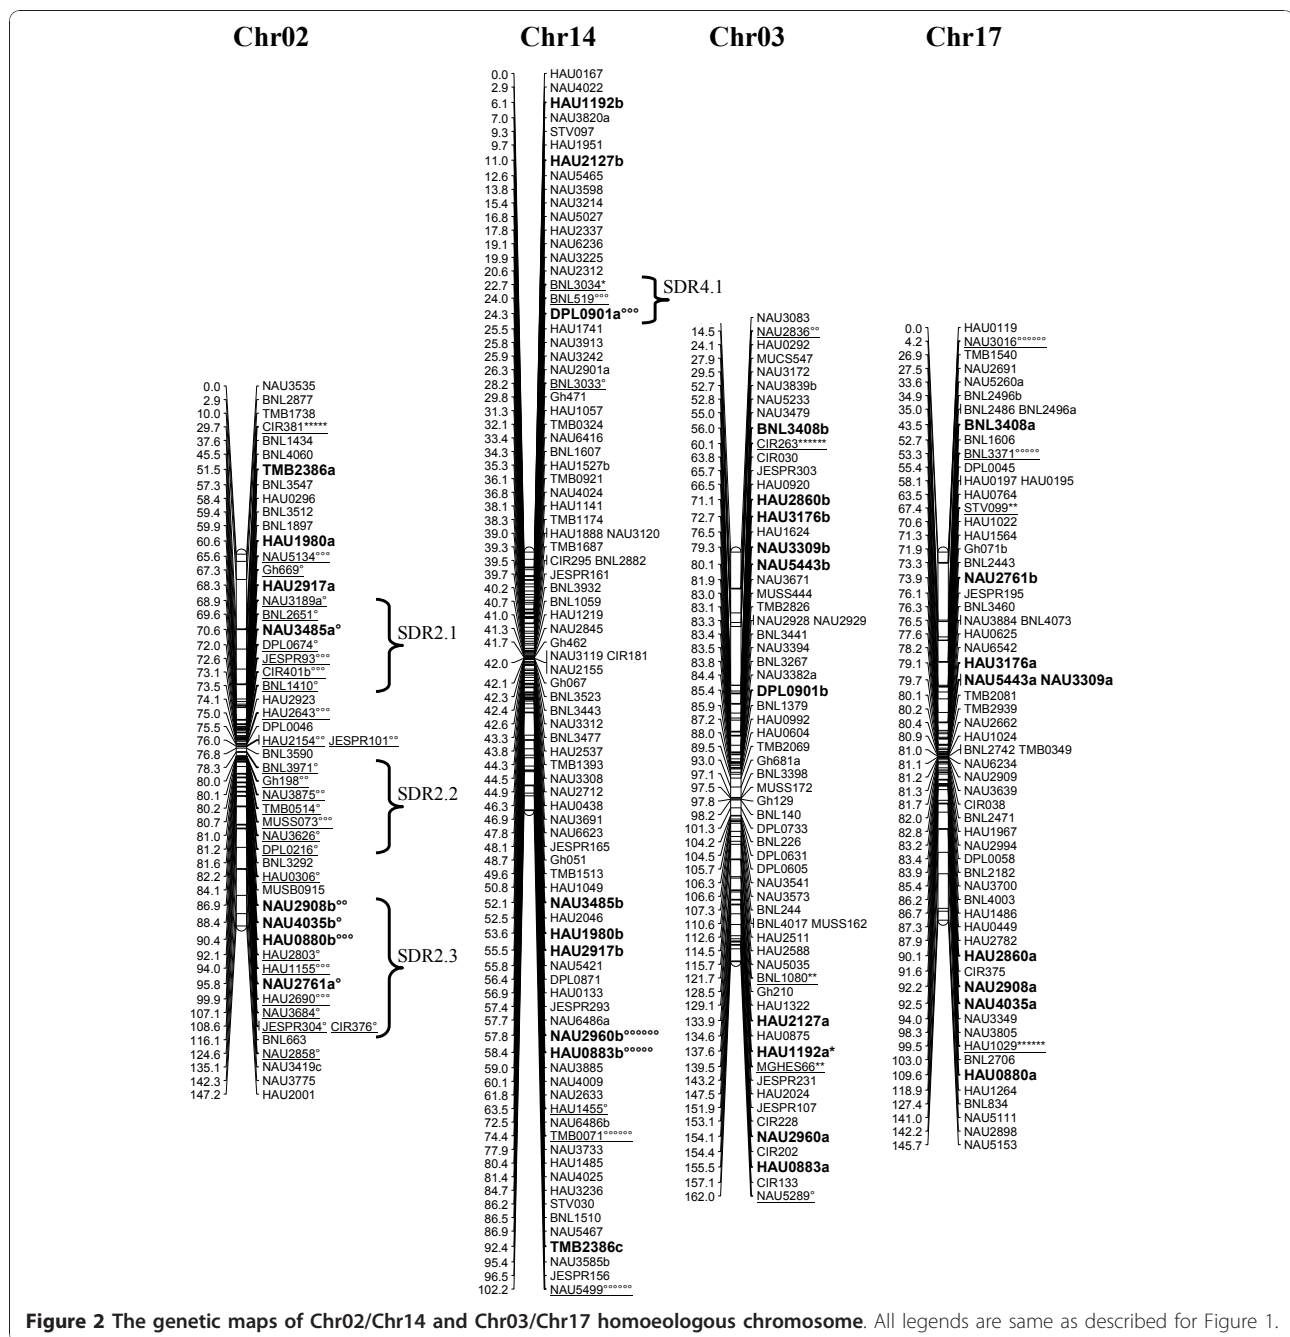 Chr02
0.0 NAU3535
2.9 BNL2877
10.0 TMB1738
29.7 CIR381*****
37.6 BNL1434
45.5 BNL4060
51.5 TMB2386a
57.3 BNL3547
58.4 HAU0296
59.4 BNL3512
59.9 BNL1897
60.6 HAU1980a
65.6 NAU5134°°°
67.3 Gh669°
68.3 HAU2917a
68.9 NAU3189a°
69.6 BNL2651°
70.6 NAU3485a°
72.0 DPL0674°
72.6 JESPR93°°°
73.1 CIR401b°°°
73.5 BNL1410°
74.1 HAU2923
75.0 HAU2643°°°
75.5 DPL0046
76.0 HAU2154°° JESPR101°°
76.8 BNL3590
78.3 BNL3971°
80.0 Gh198°°
80.1 NAU3875°°
80.2 TMB0514°
80.7 MUSS073°°°
81.0 NAU3626°
81.2 DPL0216°
81.6 BNL3292
82.2 HAU0306°
84.1 MUSB0915
86.9 NAU2908b°°
88.4 NAU4035b°
90.4 HAU0880b°°°
92.1 HAU2803°
94.0 HAU1155°°°
95.8 NAU2761a°
99.9 HAU2690°°°
107.1 NAU3684°
108.6 JESPR304° CIR376°
116.1 BNL663
124.6 NAU2858°
135.1 NAU3419c
142.3 NAU3775
147.2 HAU2001
SDR2.1
SDR2.2
SDR2.3
Chr14
0.0 HAU0167
2.9 NAU4022
6.1 HAU1192b
7.0 NAU3820a
9.3 STV097
9.7 HAU1951
11.0 HAU2127b
12.6 NAU5465
13.8 NAU3598
15.4 NAU3214
16.8 NAU5027
17.8 HAU2337
19.1 NAU6236
19.9 NAU3225
20.6 NAU2312
22.7 BNL3034*
24.0 BNL519°°°
24.3 DPL0901a°°°
25.5 HAU1741
25.8 NAU3913
25.9 NAU3242
26.3 NAU2901a
28.2 BNL3033°
29.8 Gh471
31.3 HAU1057
32.1 TMB0324
33.4 NAU6416
34.3 BNL1607
35.3 HAU1527b
36.1 TMB0921
36.8 NAU4024
38.1 HAU1141
38.3 TMB1174
39.0 HAU1888 NAU3120
39.3 TMB1687
39.5 CIR295 BNL2882
39.7 JESPR161
40.2 BNL3932
40.7 BNL1059
41.0 HAU1219
41.3 NAU2845
41.7 Gh462
42.0 NAU3119 CIR181
NAU2155
42.1 Gh067
42.3 BNL3523
42.4 BNL3443
42.6 NAU3312
43.3 BNL3477
43.8 HAU2537
44.3 TMB1393
44.5 NAU3308
44.9 NAU2712
46.3 HAU0438
46.9 NAU3691
47.8 NAU6623
48.1 JESPR165
48.7 Gh051
49.6 TMB1513
50.8 HAU1049
52.1 NAU3485b
52.5 HAU2046
53.6 HAU1980b
55.5 HAU2917b
55.8 NAU5421
56.4 DPL0871
56.9 HAU0133
57.4 JESPR293
57.7 NAU6486a
57.8 NAU2960b°°°°°°
58.4 HAU0883b°°°°°
59.0 NAU3885
60.1 NAU4009
61.8 NAU2633
63.5 HAU1455°
72.5 NAU6486b
74.4 TMB0071°°°°°°
77.9 NAU3733
80.4 HAU1485
81.4 NAU4025
84.7 HAU3236
86.2 STV030
86.5 BNL1510
86.9 NAU5467
92.4 TMB2386c
95.4 NAU3585b
96.5 JESPR156
102.2 NAU5499°°°°°°
SDR4.1
Chr03
NAU3083
14.5 NAU2836°°
24.1 HAU0292
27.9 MUCS547
29.5 NAU3172
52.7 NAU3839b
52.8 NAU5233
55.0 NAU3479
56.0 BNL3408b
60.1 CIR263******
63.8 CIR030
65.7 JESPR303
66.5 HAU0920
71.1 HAU2860b
72.7 HAU3176b
76.5 HAU1624
79.3 NAU3309b
80.1 NAU5443b
81.9 NAU3671
83.0 MUSS444
83.1 TMB2826
83.3 NAU2928 NAU2929
83.4 BNL3441
83.5 NAU3394
83.8 BNL3267
84.4 NAU3382a
85.4 DPL0901b
85.9 BNL1379
87.2 HAU0992
88.0 HAU0604
89.5 TMB2069
93.0 Gh681a
97.1 BNL3398
97.5 MUSS172
97.8 Gh129
98.2 BNL140
101.3 DPL0733
104.2 BNL226
104.5 DPL0631
105.7 DPL0605
106.3 NAU3541
106.6 NAU3573
107.3 BNL244
110.6 BNL4017 MUSS162
112.6 HAU2511
114.5 HAU2588
115.7 NAU5035
121.7 BNL1080**
128.5 Gh210
129.1 HAU1322
133.9 HAU2127a
134.6 HAU0875
137.6 HAU1192a*
139.5 MGHES66**
143.2 JESPR231
147.5 HAU2024
151.9 JESPR107
153.1 CIR228
154.1 NAU2960a
154.4 CIR202
155.5 HAU0883a
157.1 CIR133
162.0 NAU5289°
Chr17
0.0 HAU0119
4.2 NAU3016°°°°°°
26.9 TMB1540
27.5 NAU2691
33.6 NAU5260a
34.9 BNL2496b
35.0 BNL2486 BNL2496a
43.5 BNL3408a
52.7 BNL1606
53.3 BNL3371°°°°°
55.4 DPL0045
58.1 HAU0197 HAU0195
63.5 HAU0764
67.4 STV099**
70.6 HAU1022
71.3 HAU1564
71.9 Gh071b
73.3 BNL2443
73.9 NAU2761b
76.1 JESPR195
76.3 BNL3460
76.5 NAU3884 BNL4073
77.6 HAU0625
78.2 NAU6542
79.1 HAU3176a
79.7 NAU5443a NAU3309a
80.1 TMB2081
80.2 TMB2939
80.4 NAU2662
80.9 HAU1024
81.0 BNL2742 TMB0349
81.1 NAU6234
81.2 NAU2909
81.3 NAU3639
81.7 CIR038
82.0 BNL2471
82.8 HAU1967
83.2 NAU2994
83.4 DPL0058
83.9 BNL2182
85.4 NAU3700
86.2 BNL4003
86.7 HAU1486
87.3 HAU0449
87.9 HAU2782
90.1 HAU2860a
91.6 CIR375
92.2 NAU2908a
92.5 NAU4035a
94.0 NAU3349
98.3 NAU3805
99.5 HAU1029******
103.0 BNL2706
109.6 HAU0880a
118.9 HAU1264
127.4 BNL834
141.0 NAU5111
142.2 NAU2898
145.7 NAU5153
Figure 2 The genetic maps of Chr02/Chr14 and Chr03/Chr17 homoeologous chromosome. All legends are same as described for Figure 1.